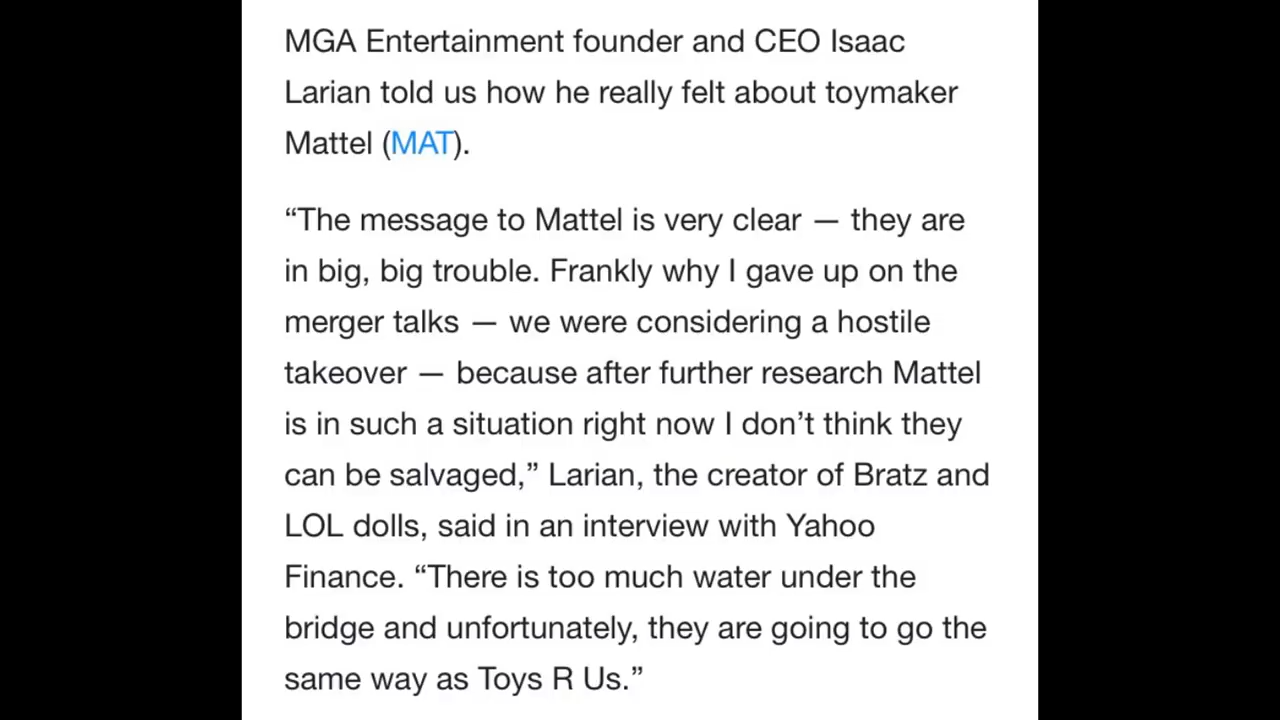 MGA Entertainment founder and CEO Isaac
Larian told us how he really felt about toymaker
Mattel (MAT).
“The message to Mattel is very clear — they are
in big, big trouble. Frankly why I gave up on the
merger talks — we were considering a hostile
takeover — because after further research Mattel
is in such a situation right now I don’t think they
can be salvaged,” Larian, the creator of Bratz and
LOL dolls, said in an interview with Yahoo
Finance. “There is too much water under the
bridge and unfortunately, they are going to go the
same way as Toys R Us.”